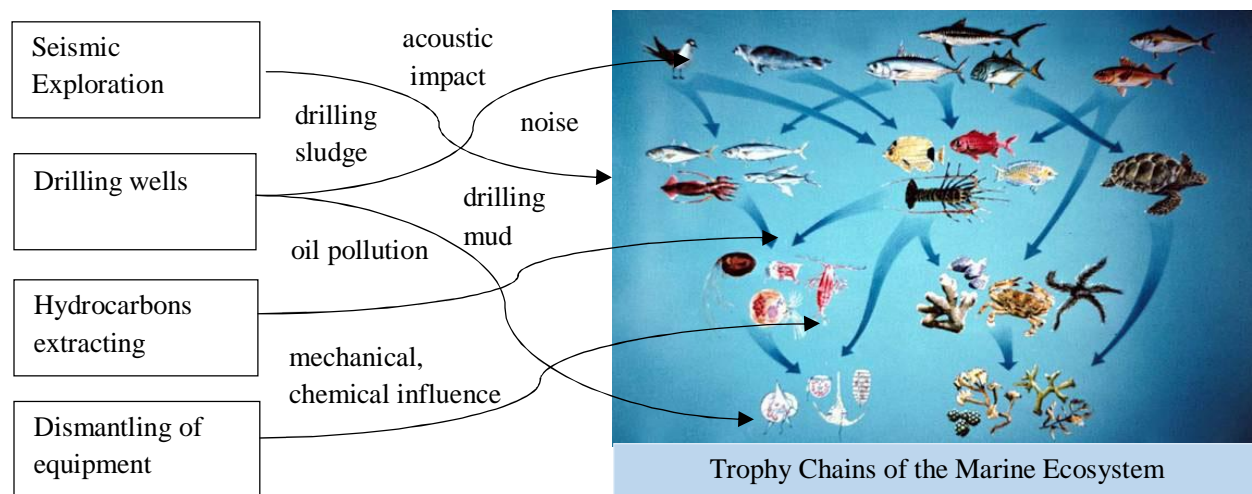 Seismic
Exploration
acoustic
impact
drilling
sludge
noise
Drilling wells
drilling
mud
oil pollution
Hydrocarbons
extracting
mechanical,
chemical influence
Dismantling of
equipment
Trophy Chains of the Marine Ecosystem